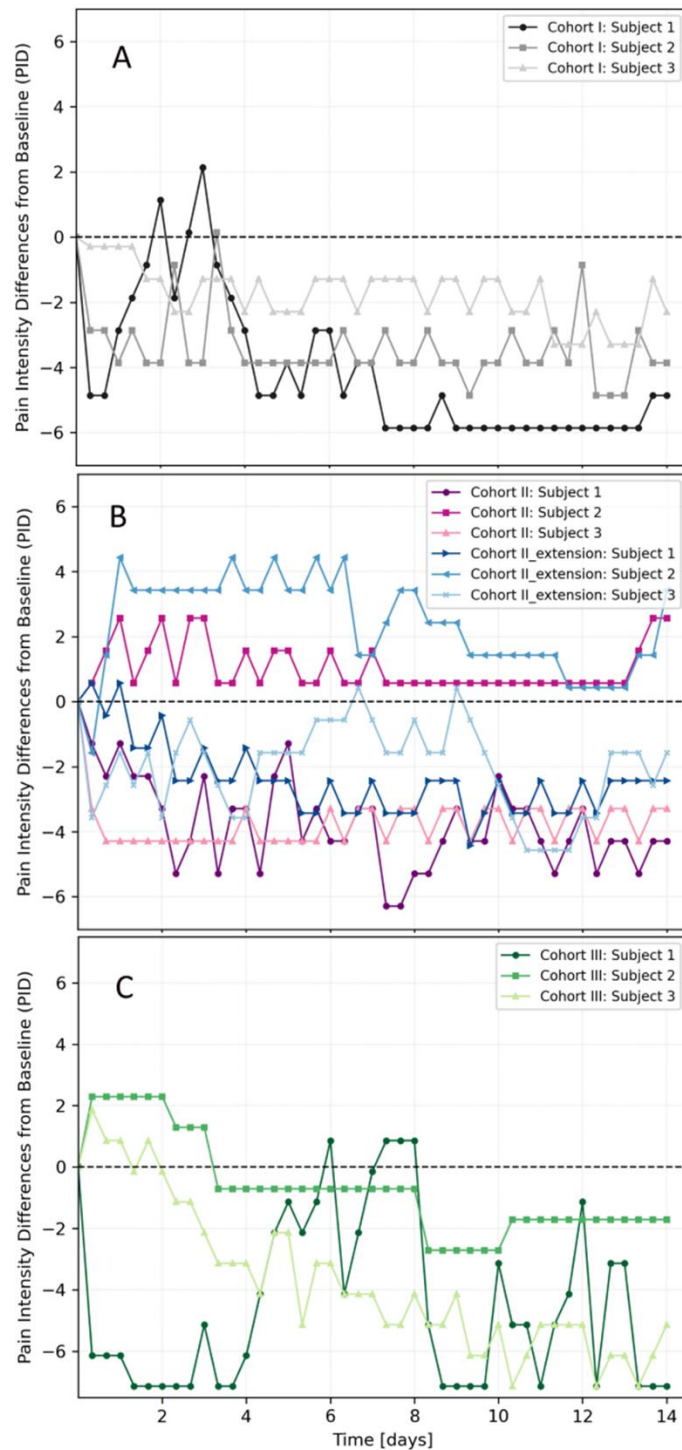 A
Cohort I: Subject 1
Cohort I: Subject 2
Cohort I: Subject 3
Pain Intensity Differences from Baseline (PID)
6
4
2
0
−2
−4
−6
B
Cohort II: Subject 1
Cohort II: Subject 2
Cohort II: Subject 3
Cohort II_extension: Subject 1
Cohort II_extension: Subject 2
Cohort II_extension: Subject 3
Pain Intensity Differences from Baseline (PID)
6
4
2
0
−2
−4
−6
C
Cohort III: Subject 1
Cohort III: Subject 2
Cohort III: Subject 3
Pain Intensity Differences from Baseline (PID)
6
4
2
0
−2
−4
−6
2 4 6 8 10 12 14
Time [days]